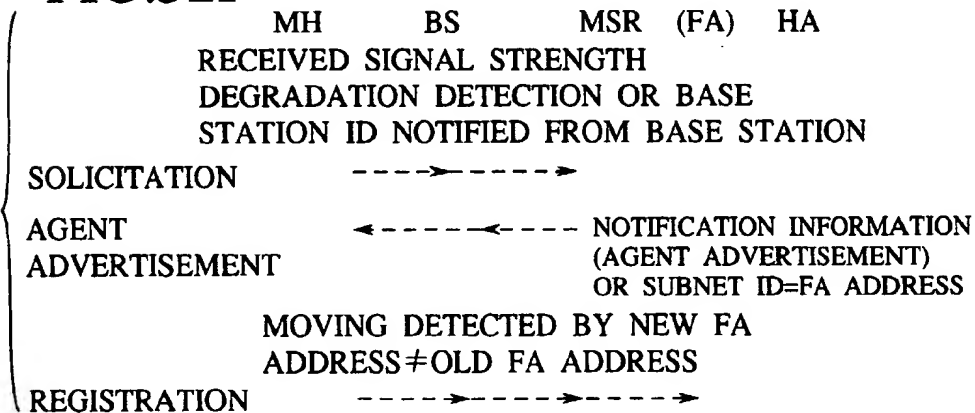 MH BS MSR (FA) HA
RECEIVED SIGNAL STRENGTH
DEGRADATION DETECTION OR BASE
STATION ID NOTIFIED FROM BASE STATION
SOLICITATION
AGENT
ADVERTISEMENT
NOTIFICATION INFORMATION
(AGENT ADVERTISEMENT)
OR SUBNET ID=FA ADDRESS
MOVING DETECTED BY NEW FA
ADDRESS≠OLD FA ADDRESS
REGISTRATION